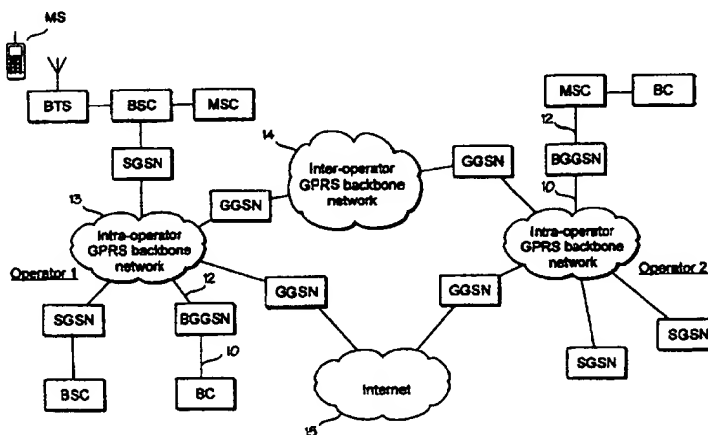 MS
BTS
BSC
MSC
MSC
BC
14
12
SGSN
Inter-operator
GPRS backbone
network
GGSN
BGGSN
13
GGSN
10
Intra-operator
GPRS backbone
network
Intra-operator
GPRS backbone
network
Operator 1
12
GGSN
GGSN
Operator 2
SGSN
BGGSN
SGSN
10
SGSN
BSC
BC
Internet
15